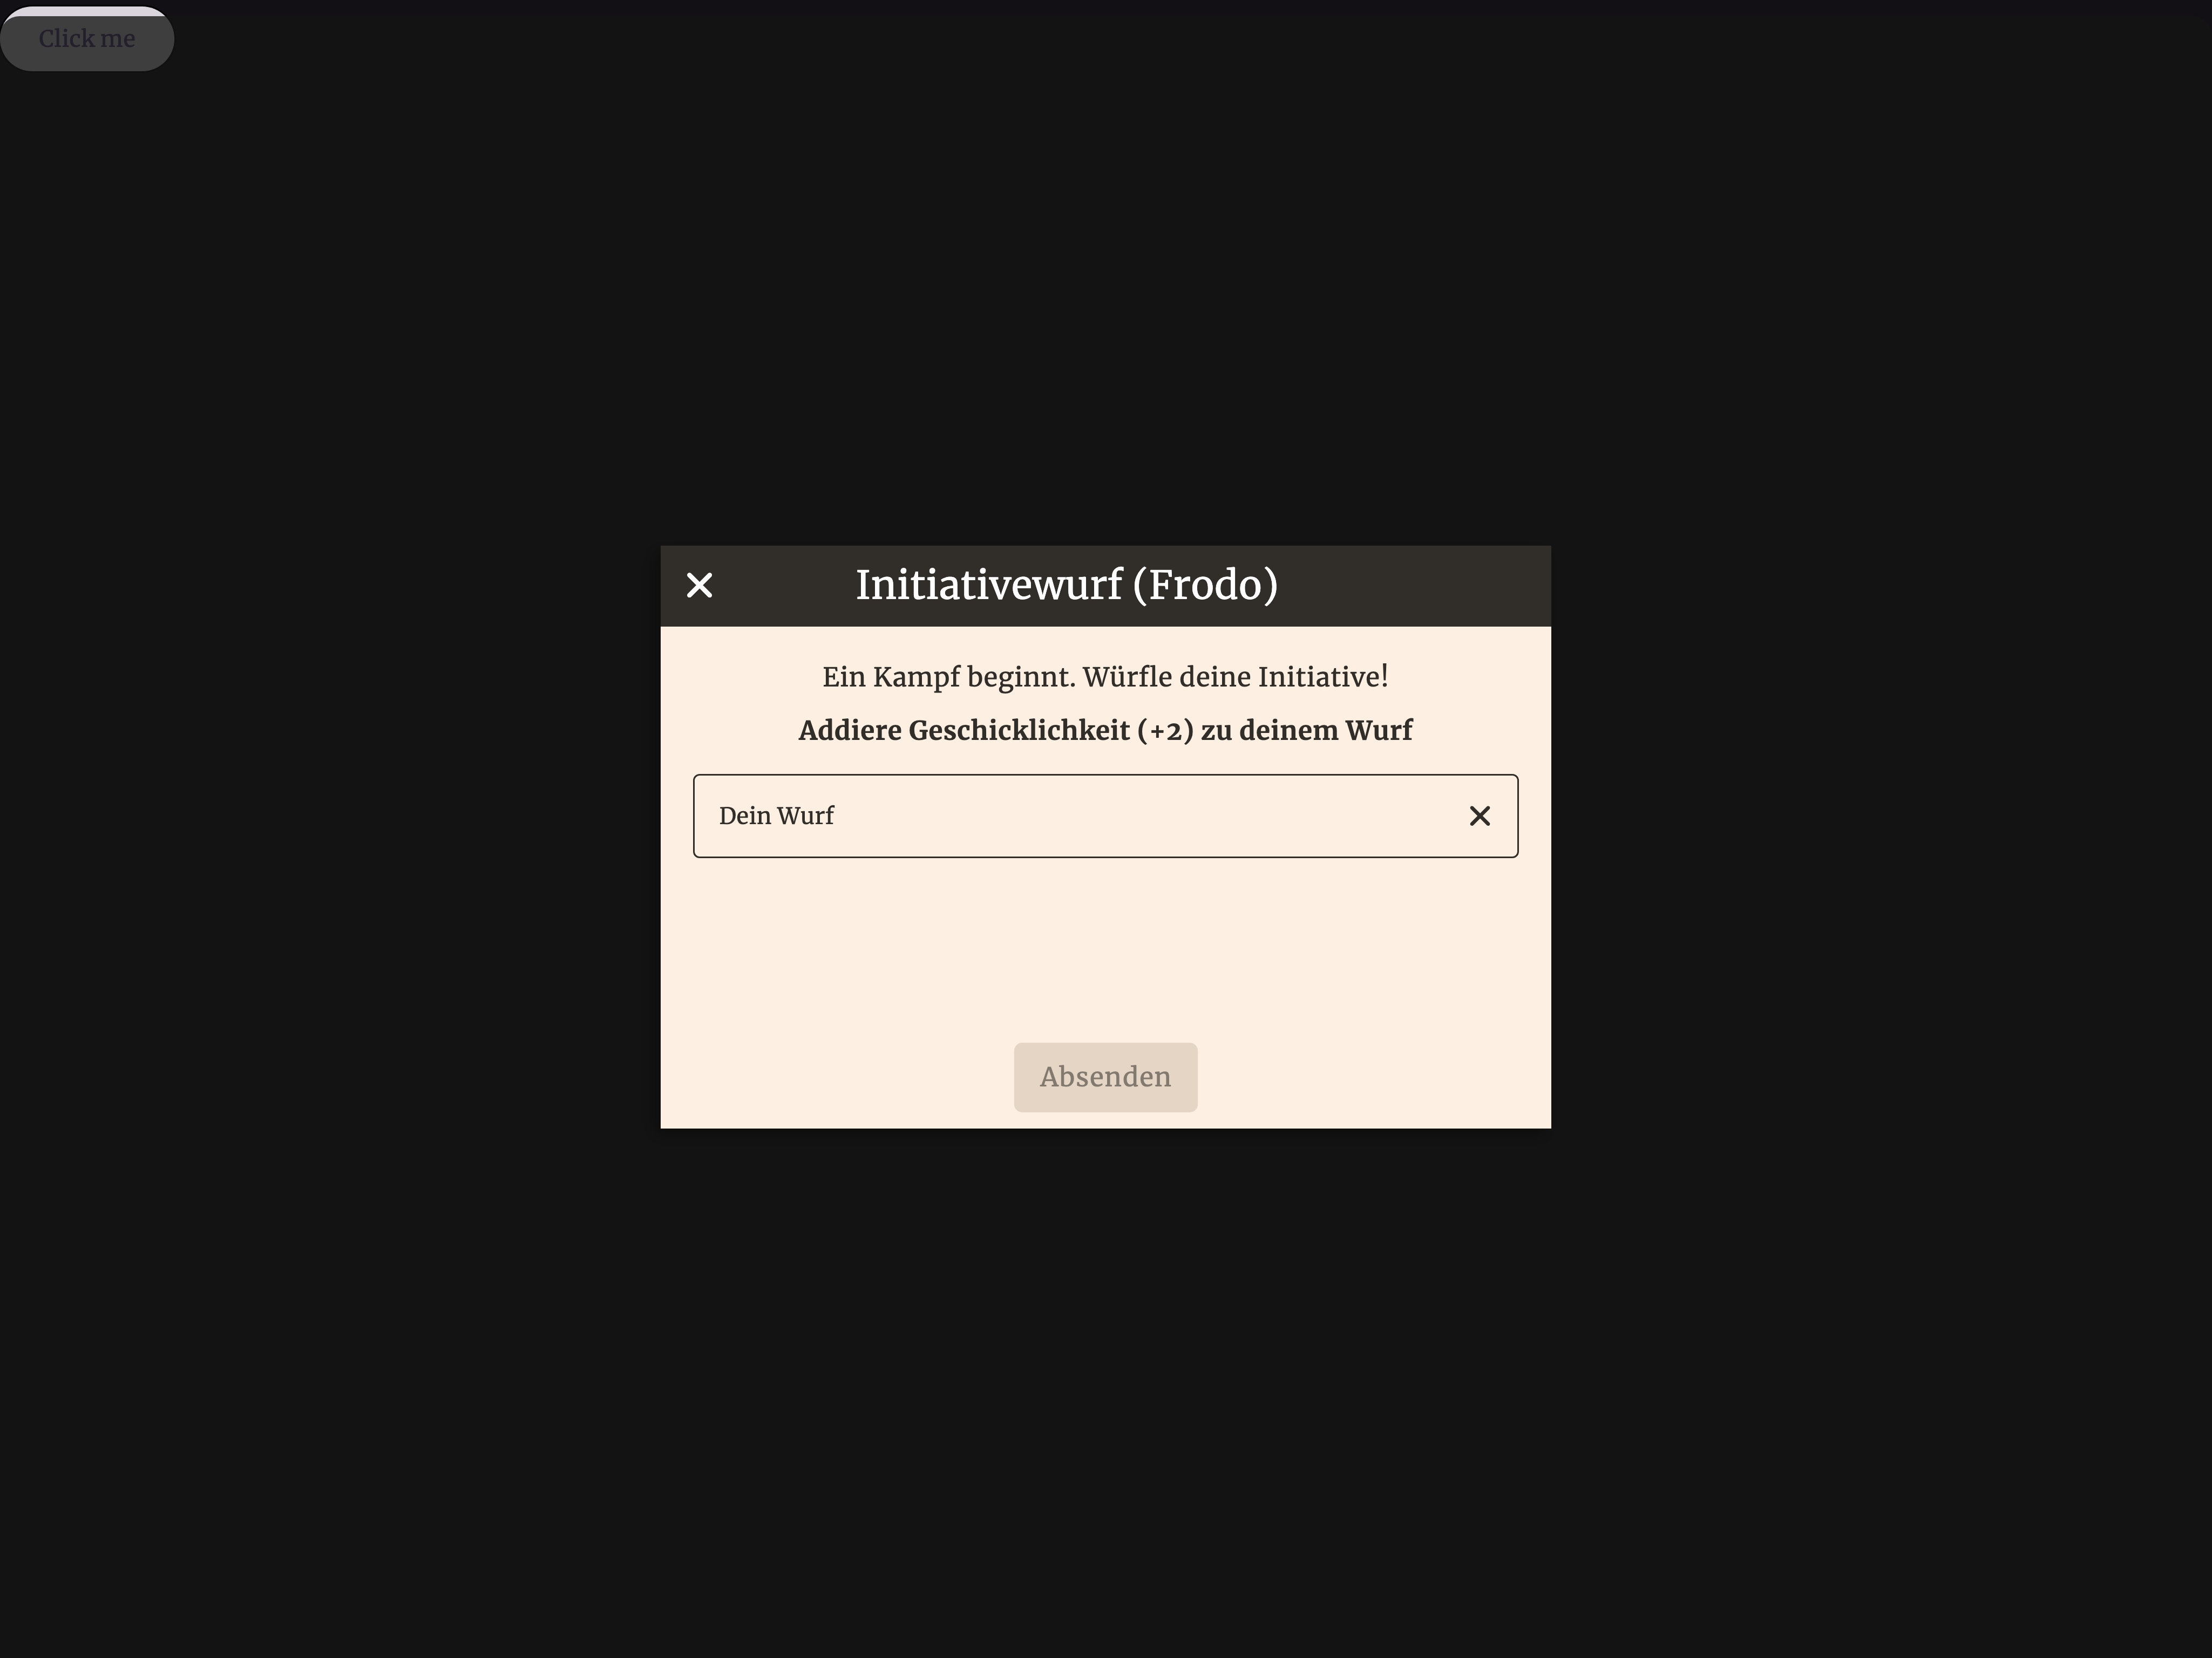 Click me
Initiativewurf (Frodo)
Ein Kampf beginnt. Würfle deine Initiative!
Addiere Geschicklichkeit (+2) zu deinem Wurf
Dein Wurf
Absenden